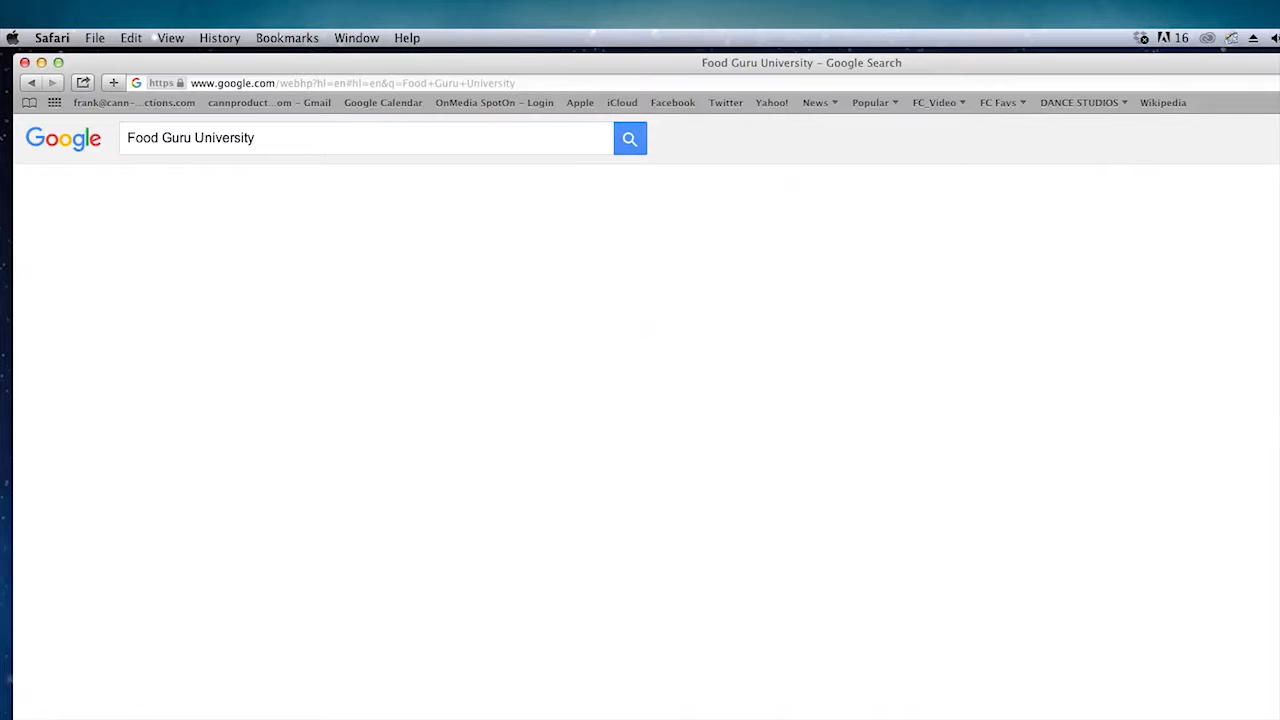 Safari File Edit View History Bookmarks Window Help 16
Food Guru University – Google Search
https www.google.com/webhp?hl=en#hl=en&q=Food+Guru+University
frank@cann-...ctions.com cannproduct...om – Gmail Google Calendar OnMedia SpotOn – Login Apple iCloud Facebook Twitter Yahoo! News Popular FC_Video FC Favs DANCE STUDIOS Wikipedia
Google Food Guru University